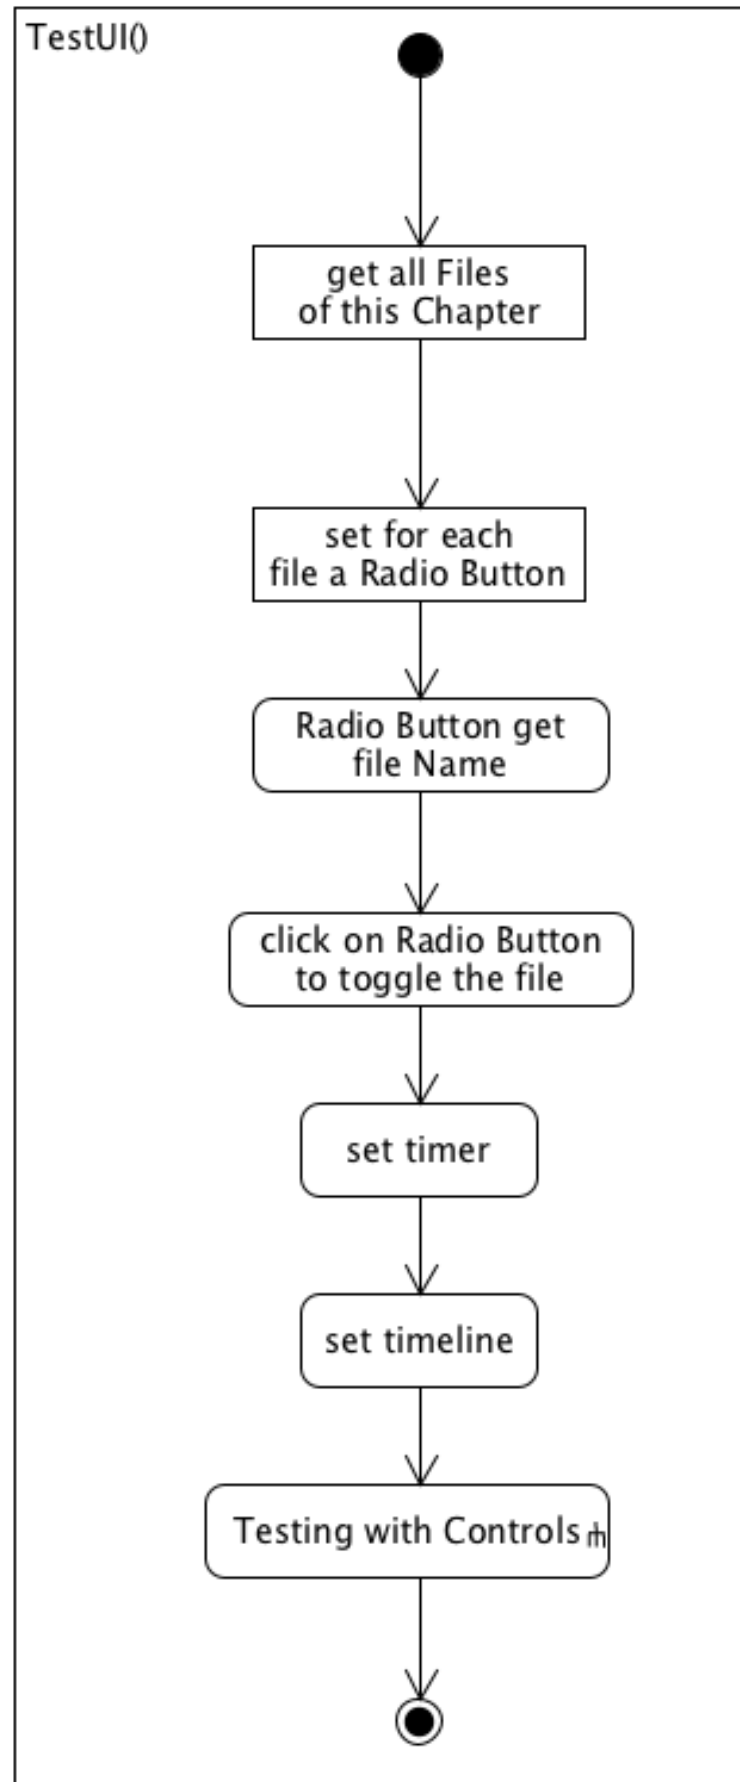 TestUI()
get all Files
of this Chapter
set for each
file a Radio Button
Radio Button get
file Name
click on Radio Button
to toggle the file
set timer
set timeline
Testing with Controls